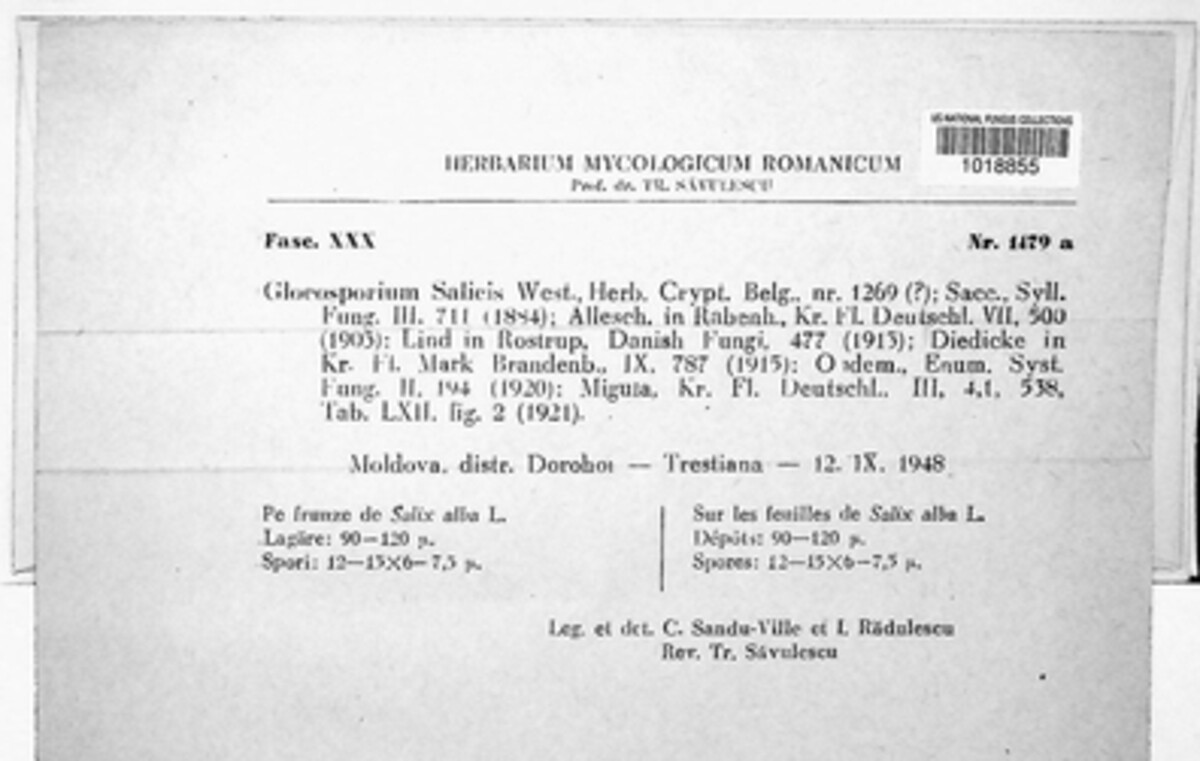 US NATIONAL FUNGUS COLLECTIONS
1018855
HERBARIUM MYCOLOGICUM ROMANICUM
Prof. dr. TR. SĂVULESCU
Fasc. XXX
Nr. 1479 a
Gloeosporium Salicis West., Herb. Crypt. Belg., nr. 1269 (?); Sacc., Syll.
Fung. III. 711 (1884); Allesch. in Rabenh., Kr. Fl. Deutschl. VII, 500
(1903); Lind in Rostrup, Danish Fungi, 477 (1913); Diedicke in
Kr. Fl. Mark Brandenb., IX, 787 (1915); Oudem., Enum. Syst.
Fung. II, 194 (1920); Migula, Kr. Fl. Deutschl., III, 4,1, 538,
Tab. LXII. fig. 2 (1921).
Moldova, distr. Dorohoi — Trestiana — 12. IX. 1948
Pe frunze de Salix alba L.
Lagăre: 90—120 µ.
Spori: 12—15×6—7,5 µ.
Sur les feuilles de Salix alba L.
Dépôts: 90—120 µ.
Spores: 12—15×6—7,5 µ.
Leg. et det. C. Sandu-Ville et I. Rădulescu
Rev. Tr. Săvulescu